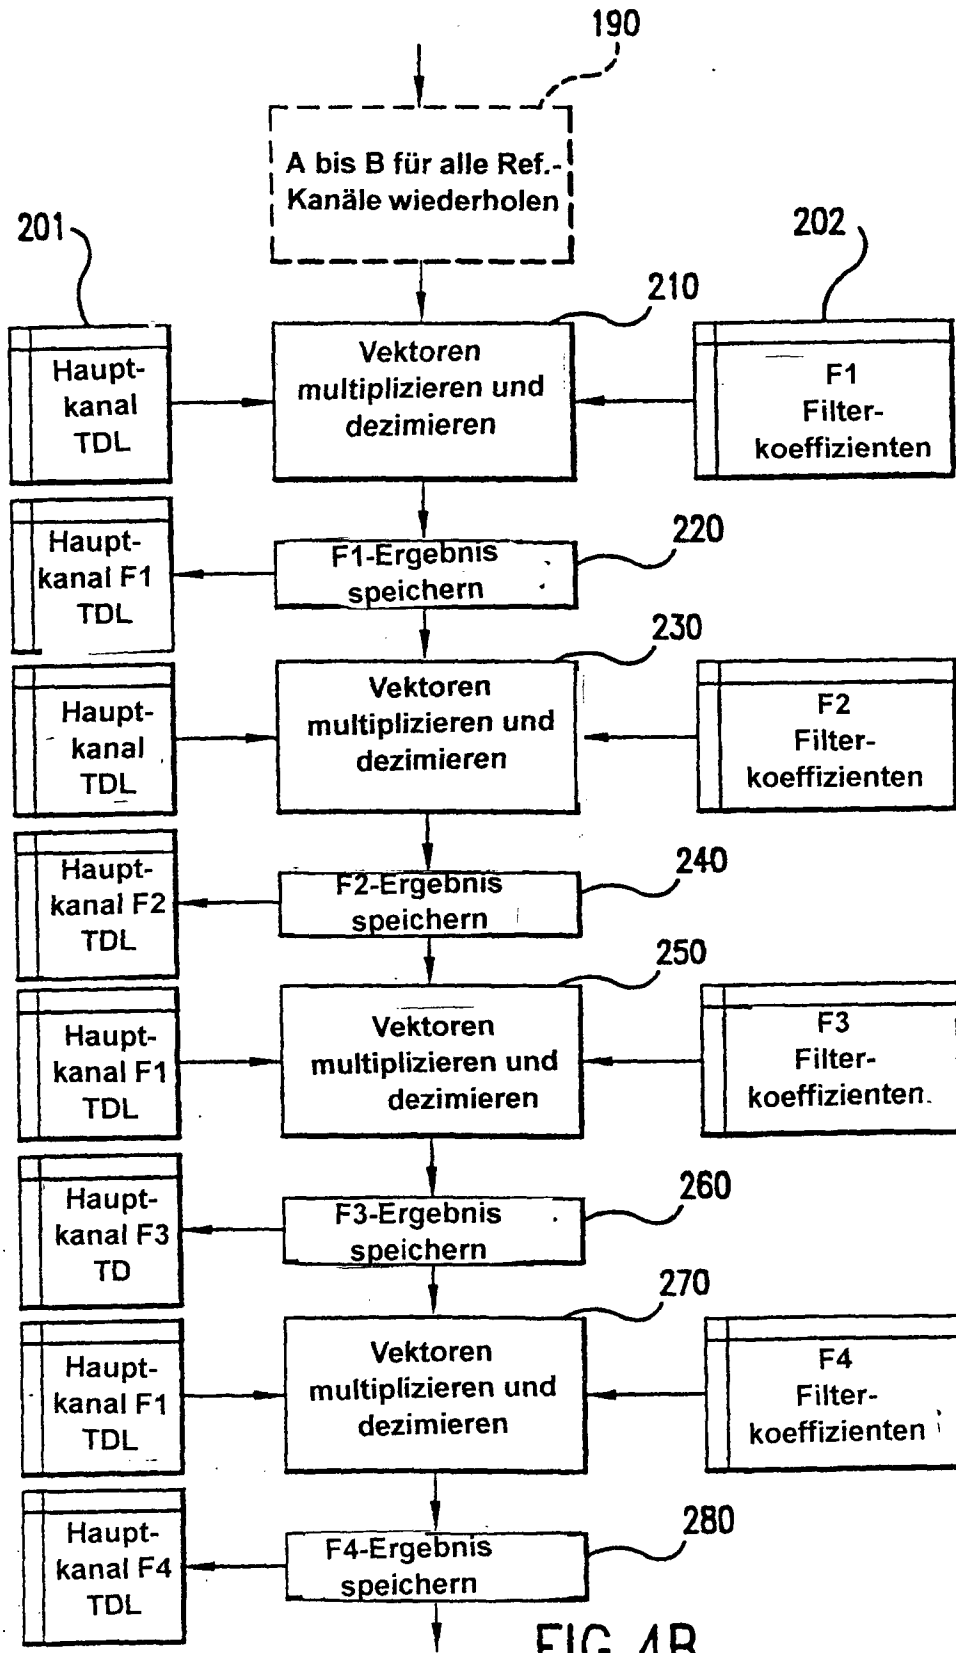 190
A bis B für alle Ref.-
Kanäle wiederholen
201
202
210
Haupt-
kanal
TDL
Vektoren
multiplizieren und
dezimieren
F1
Filter-
koeffizienten
220
Haupt-
kanal F1
TDL
F1-Ergebnis
speichern
230
Haupt-
kanal
TDL
Vektoren
multiplizieren und
dezimieren
F2
Filter-
koeffizienten
240
Haupt-
kanal F2
TDL
F2-Ergebnis
speichern
250
Haupt-
kanal F1
TDL
Vektoren
multiplizieren und
dezimieren
F3
Filter-
koeffizienten
260
Haupt-
kanal F3
TD
F3-Ergebnis
speichern
270
Haupt-
kanal F1
TDL
Vektoren
multiplizieren und
dezimieren
F4
Filter-
koeffizienten
280
Haupt-
kanal F4
TDL
F4-Ergebnis
speichern
FIG. 4B